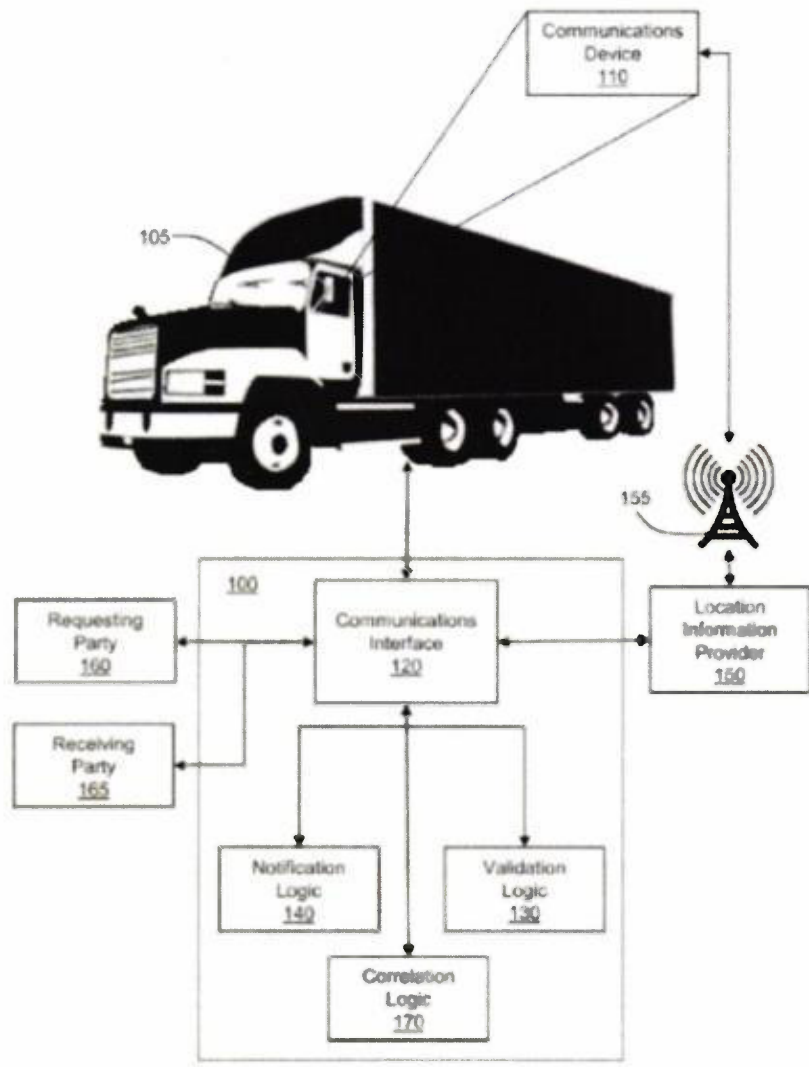 Communications
Device
110
105
155
100
Requesting
Party
160
Communications
Interface
120
Location
Information
Provider
150
Receiving
Party
165
Notification
Logic
140
Validation
Logic
130
Correlation
Logic
170